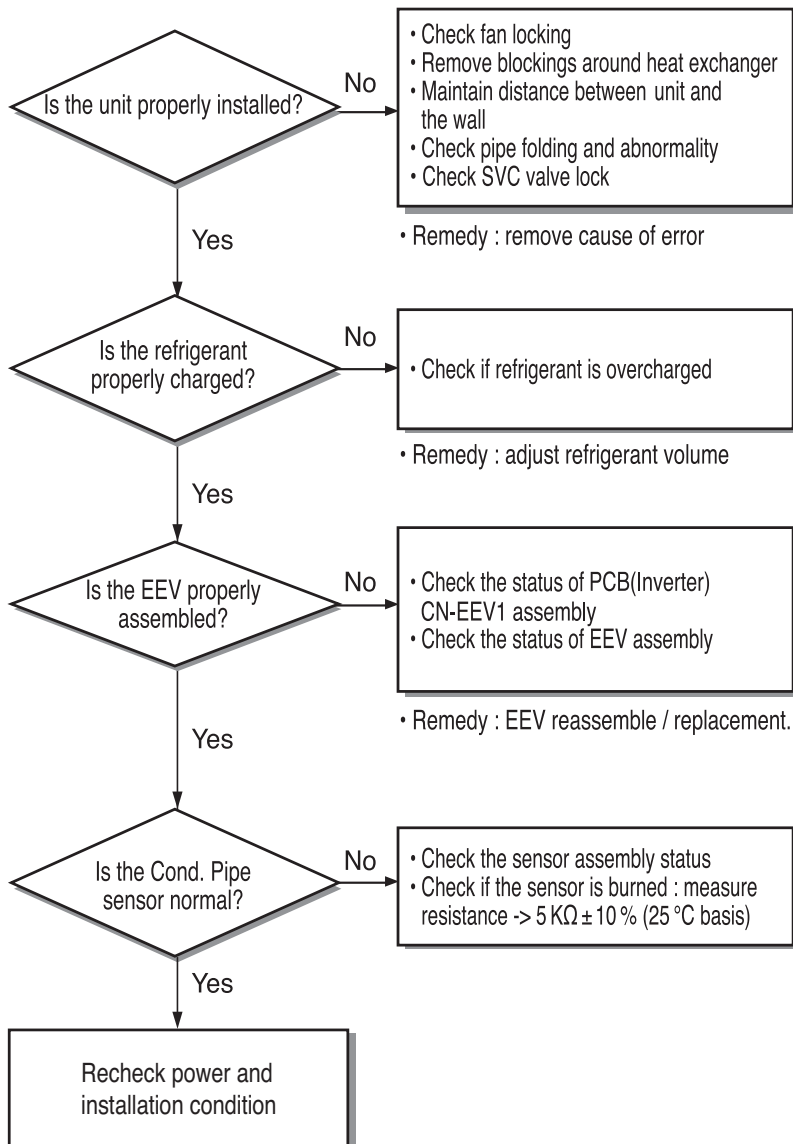 Is the unit properly installed?
No
• Check fan locking
• Remove blockings around heat exchanger
• Maintain distance between unit and
the wall
• Check pipe folding and abnormality
• Check SVC valve lock
• Remedy : remove cause of error
Yes
Is the refrigerant
properly charged?
No
• Check if refrigerant is overcharged
• Remedy : adjust refrigerant volume
Yes
Is the EEV properly
assembled?
No
• Check the status of PCB(Inverter)
CN-EEV1 assembly
• Check the status of EEV assembly
• Remedy : EEV reassemble / replacement.
Yes
Is the Cond. Pipe
sensor normal?
No
• Check the sensor assembly status
• Check if the sensor is burned : measure
resistance -> 5 KΩ ± 10 % (25 °C basis)
Yes
Recheck power and
installation condition